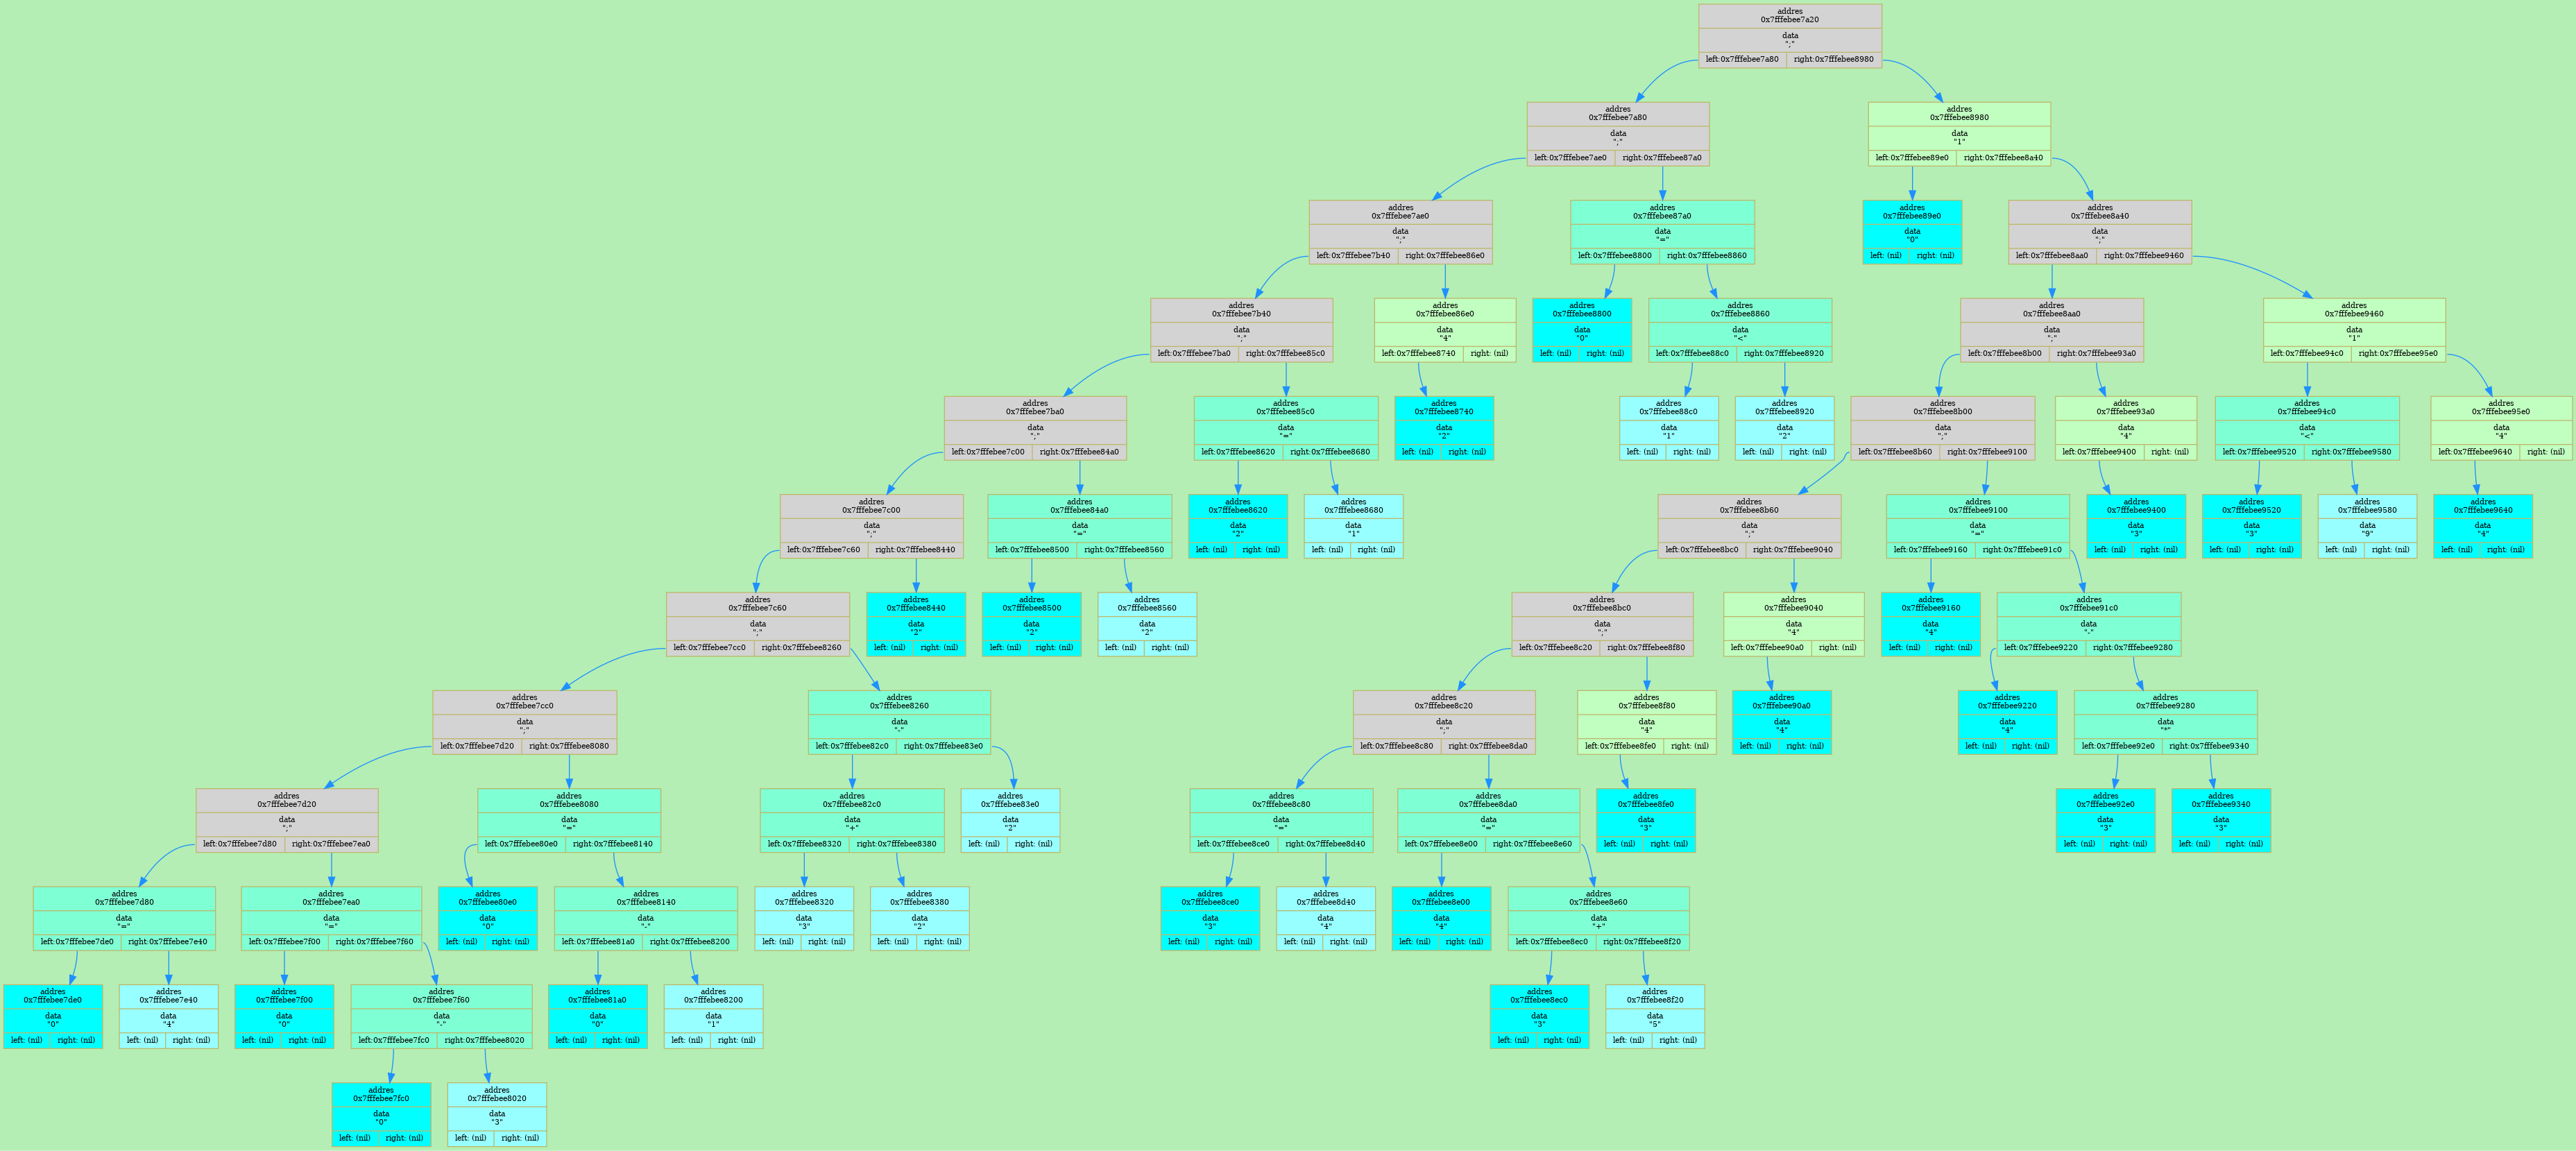 addres
0x7fffebee7a20
data
";"
left:0x7fffebee7a80 right:0x7fffebee8980
addres
0x7fffebee7a80
data
";"
left:0x7fffebee7ae0 right:0x7fffebee87a0
addres
0x7fffebee8980
data
"1"
left:0x7fffebee89e0 right:0x7fffebee8a40
addres
0x7fffebee7ae0
data
";"
left:0x7fffebee7b40 right:0x7fffebee86e0
addres
0x7fffebee87a0
data
"="
left:0x7fffebee8800 right:0x7fffebee8860
addres
0x7fffebee89e0
data
"0"
left: (nil) right: (nil)
addres
0x7fffebee8a40
data
";"
left:0x7fffebee8aa0 right:0x7fffebee9460
addres
0x7fffebee7b40
data
";"
left:0x7fffebee7ba0 right:0x7fffebee85c0
addres
0x7fffebee86e0
data
"4"
left:0x7fffebee8740 right: (nil)
addres
0x7fffebee8800
data
"0"
left: (nil) right: (nil)
addres
0x7fffebee8860
data
"<"
left:0x7fffebee88c0 right:0x7fffebee8920
addres
0x7fffebee8aa0
data
";"
left:0x7fffebee8b00 right:0x7fffebee93a0
addres
0x7fffebee9460
data
"1"
left:0x7fffebee94c0 right:0x7fffebee95e0
addres
0x7fffebee7ba0
data
";"
left:0x7fffebee7c00 right:0x7fffebee84a0
addres
0x7fffebee85c0
data
"="
left:0x7fffebee8620 right:0x7fffebee8680
addres
0x7fffebee8740
data
"2"
left: (nil) right: (nil)
addres
0x7fffebee88c0
data
"1"
left: (nil) right: (nil)
addres
0x7fffebee8920
data
"2"
left: (nil) right: (nil)
addres
0x7fffebee8b00
data
";"
left:0x7fffebee8b60 right:0x7fffebee9100
addres
0x7fffebee93a0
data
"4"
left:0x7fffebee9400 right: (nil)
addres
0x7fffebee94c0
data
"<"
left:0x7fffebee9520 right:0x7fffebee9580
addres
0x7fffebee95e0
data
"4"
left:0x7fffebee9640 right: (nil)
addres
0x7fffebee7c00
data
";"
left:0x7fffebee7c60 right:0x7fffebee8440
addres
0x7fffebee84a0
data
"="
left:0x7fffebee8500 right:0x7fffebee8560
addres
0x7fffebee8620
data
"2"
left: (nil) right: (nil)
addres
0x7fffebee8680
data
"1"
left: (nil) right: (nil)
addres
0x7fffebee8b60
data
";"
left:0x7fffebee8bc0 right:0x7fffebee9040
addres
0x7fffebee9100
data
"="
left:0x7fffebee9160 right:0x7fffebee91c0
addres
0x7fffebee9400
data
"3"
left: (nil) right: (nil)
addres
0x7fffebee9520
data
"3"
left: (nil) right: (nil)
addres
0x7fffebee9580
data
"9"
left: (nil) right: (nil)
addres
0x7fffebee9640
data
"4"
left: (nil) right: (nil)
addres
0x7fffebee7c60
data
";"
left:0x7fffebee7cc0 right:0x7fffebee8260
addres
0x7fffebee8440
data
"2"
left: (nil) right: (nil)
addres
0x7fffebee8500
data
"2"
left: (nil) right: (nil)
addres
0x7fffebee8560
data
"2"
left: (nil) right: (nil)
addres
0x7fffebee8bc0
data
";"
left:0x7fffebee8c20 right:0x7fffebee8f80
addres
0x7fffebee9040
data
"4"
left:0x7fffebee90a0 right: (nil)
addres
0x7fffebee9160
data
"4"
left: (nil) right: (nil)
addres
0x7fffebee91c0
data
"-"
left:0x7fffebee9220 right:0x7fffebee9280
addres
0x7fffebee7cc0
data
";"
left:0x7fffebee7d20 right:0x7fffebee8080
addres
0x7fffebee8260
data
"-"
left:0x7fffebee82c0 right:0x7fffebee83e0
addres
0x7fffebee8c20
data
";"
left:0x7fffebee8c80 right:0x7fffebee8da0
addres
0x7fffebee8f80
data
"4"
left:0x7fffebee8fe0 right: (nil)
addres
0x7fffebee90a0
data
"4"
left: (nil) right: (nil)
addres
0x7fffebee9220
data
"4"
left: (nil) right: (nil)
addres
0x7fffebee9280
data
"*"
left:0x7fffebee92e0 right:0x7fffebee9340
addres
0x7fffebee7d20
data
";"
left:0x7fffebee7d80 right:0x7fffebee7ea0
addres
0x7fffebee8080
data
"="
left:0x7fffebee80e0 right:0x7fffebee8140
addres
0x7fffebee82c0
data
"+"
left:0x7fffebee8320 right:0x7fffebee8380
addres
0x7fffebee83e0
data
"2"
left: (nil) right: (nil)
addres
0x7fffebee8c80
data
"="
left:0x7fffebee8ce0 right:0x7fffebee8d40
addres
0x7fffebee8da0
data
"="
left:0x7fffebee8e00 right:0x7fffebee8e60
addres
0x7fffebee8fe0
data
"3"
left: (nil) right: (nil)
addres
0x7fffebee92e0
data
"3"
left: (nil) right: (nil)
addres
0x7fffebee9340
data
"3"
left: (nil) right: (nil)
addres
0x7fffebee7d80
data
"="
left:0x7fffebee7de0 right:0x7fffebee7e40
addres
0x7fffebee7ea0
data
"="
left:0x7fffebee7f00 right:0x7fffebee7f60
addres
0x7fffebee80e0
data
"0"
left: (nil) right: (nil)
addres
0x7fffebee8140
data
"-"
left:0x7fffebee81a0 right:0x7fffebee8200
addres
0x7fffebee8320
data
"3"
left: (nil) right: (nil)
addres
0x7fffebee8380
data
"2"
left: (nil) right: (nil)
addres
0x7fffebee8ce0
data
"3"
left: (nil) right: (nil)
addres
0x7fffebee8d40
data
"4"
left: (nil) right: (nil)
addres
0x7fffebee8e00
data
"4"
left: (nil) right: (nil)
addres
0x7fffebee8e60
data
"+"
left:0x7fffebee8ec0 right:0x7fffebee8f20
addres
0x7fffebee7de0
data
"0"
left: (nil) right: (nil)
addres
0x7fffebee7e40
data
"4"
left: (nil) right: (nil)
addres
0x7fffebee7f00
data
"0"
left: (nil) right: (nil)
addres
0x7fffebee7f60
data
"-"
left:0x7fffebee7fc0 right:0x7fffebee8020
addres
0x7fffebee81a0
data
"0"
left: (nil) right: (nil)
addres
0x7fffebee8200
data
"1"
left: (nil) right: (nil)
addres
0x7fffebee8ec0
data
"3"
left: (nil) right: (nil)
addres
0x7fffebee8f20
data
"5"
left: (nil) right: (nil)
addres
0x7fffebee7fc0
data
"0"
left: (nil) right: (nil)
addres
0x7fffebee8020
data
"3"
left: (nil) right: (nil)